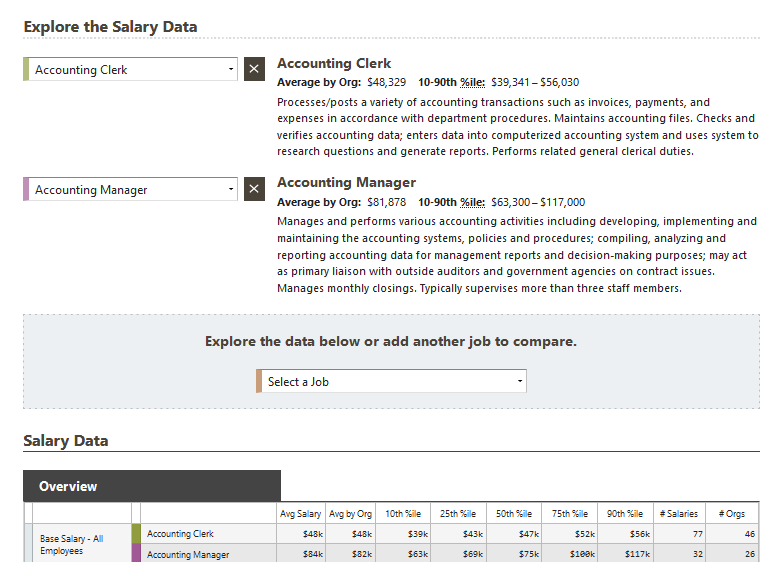 Explore the Salary Data
Accounting Clerk
Accounting Clerk
Average by Org: $48,329 10-90th %ile: $39,341 – $56,030
Processes/posts a variety of accounting transactions such as invoices, payments, and
expenses in accordance with department procedures. Maintains accounting files. Checks and
verifies accounting data; enters data into computerized accounting system and uses system to
research questions and generate reports. Performs related general clerical duties.
Accounting Manager
Accounting Manager
Average by Org: $81,878 10-90th %ile: $63,300 – $117,000
Manages and performs various accounting activities including developing, implementing and
maintaining the accounting systems, policies and procedures; compiling, analyzing and
reporting accounting data for management reports and decision-making purposes; may act
as primary liaison with outside auditors and government agencies on contract issues.
Manages monthly closings. Typically supervises more than three staff members.
Explore the data below or add another job to compare.
Select a Job
Salary Data
Overview
Avg Salary Avg by Org 10th %ile 25th %ile 50th %ile 75th %ile 90th %ile # Salaries # Orgs
Base Salary - All
Employees
Accounting Clerk $48k $48k $39k $43k $47k $52k $56k 77 46
Accounting Manager $84k $82k $63k $69k $75k $100k $117k 32 26